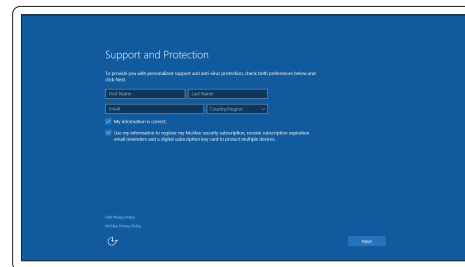 Support and Protection
To provide you with personalized support and anti-virus protection, check both preferences below and
click Next.
First Name
Last Name
Email
Country/Region
My information is correct.
Use my information to register my McAfee security subscription, receive subscription expiration
email reminders and a digital subscription key card to protect multiple devices.
Dell Privacy Policy
McAfee Privacy Policy
Next